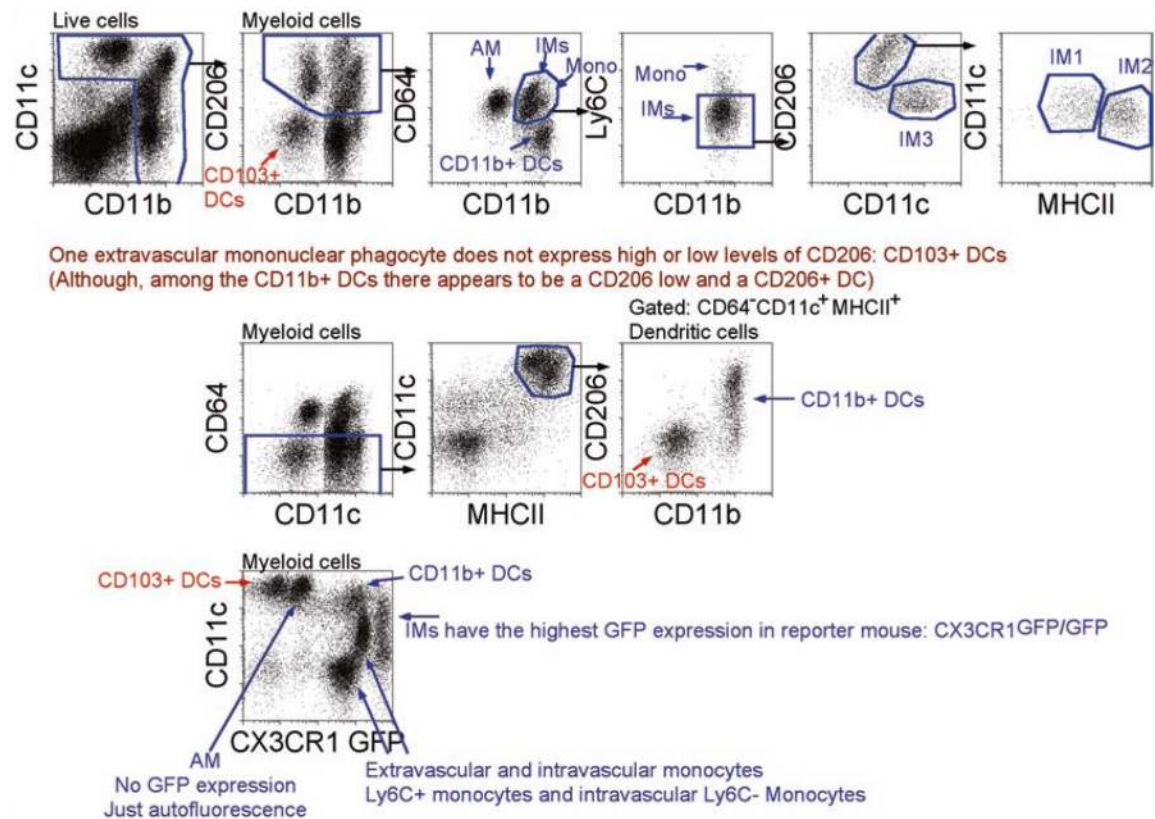 Live cells
CD11c
CD11b
Myeloid cells
CD206
CD103+
DCs
CD11b
CD64
AM
IMs
Mono
CD11b+ DCs
CD11b
Ly6C
Mono
IMs
CD11b
CD206
IM3
CD11c
CD11c
IM1
IM2
MHCII
One extravascular mononuclear phagocyte does not express high or low levels of CD206: CD103+ DCs
(Although, among the CD11b+ DCs there appears to be a CD206 low and a CD206+ DC)
Myeloid cells
CD64
CD11c
CD11c
MHCII
Gated: CD64-CD11c+ MHCII+
Dendritic cells
CD206
CD11b+ DCs
CD103+ DCs
CD11b
Myeloid cells
CD103+ DCs
CD11c
CD11b+ DCs
IMs have the highest GFP expression in reporter mouse: CX3CR1GFP/GFP
CX3CR1 GFP
AM
No GFP expression
Just autofluorescence
Extravascular and intravascular monocytes
Ly6C+ monocytes and intravascular Ly6C- Monocytes